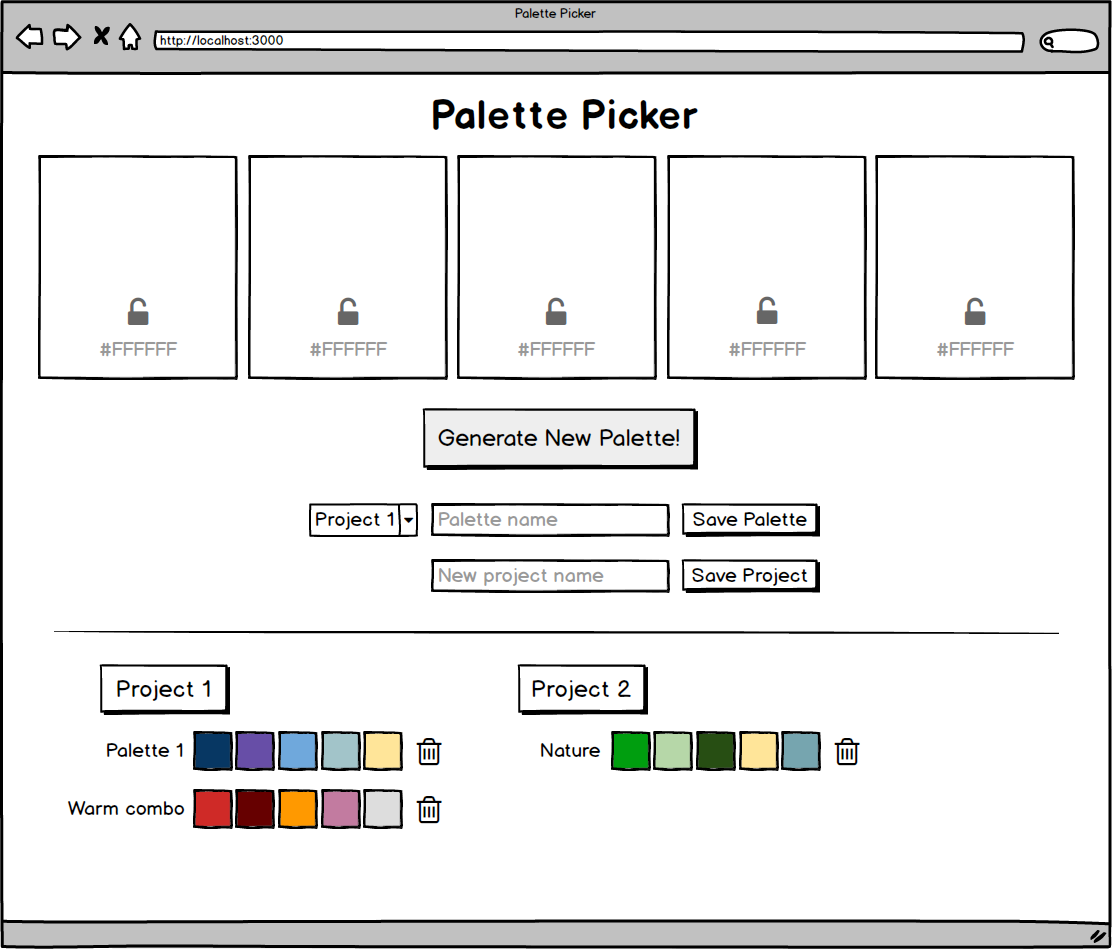 Palette Picker
http://localhost:3000
Palette Picker
#FFFFFF #FFFFFF #FFFFFF #FFFFFF #FFFFFF
Generate New Palette!
Project 1 Palette name Save Palette
New project name Save Project
Project 1 Project 2
Palette 1 Nature
Warm combo